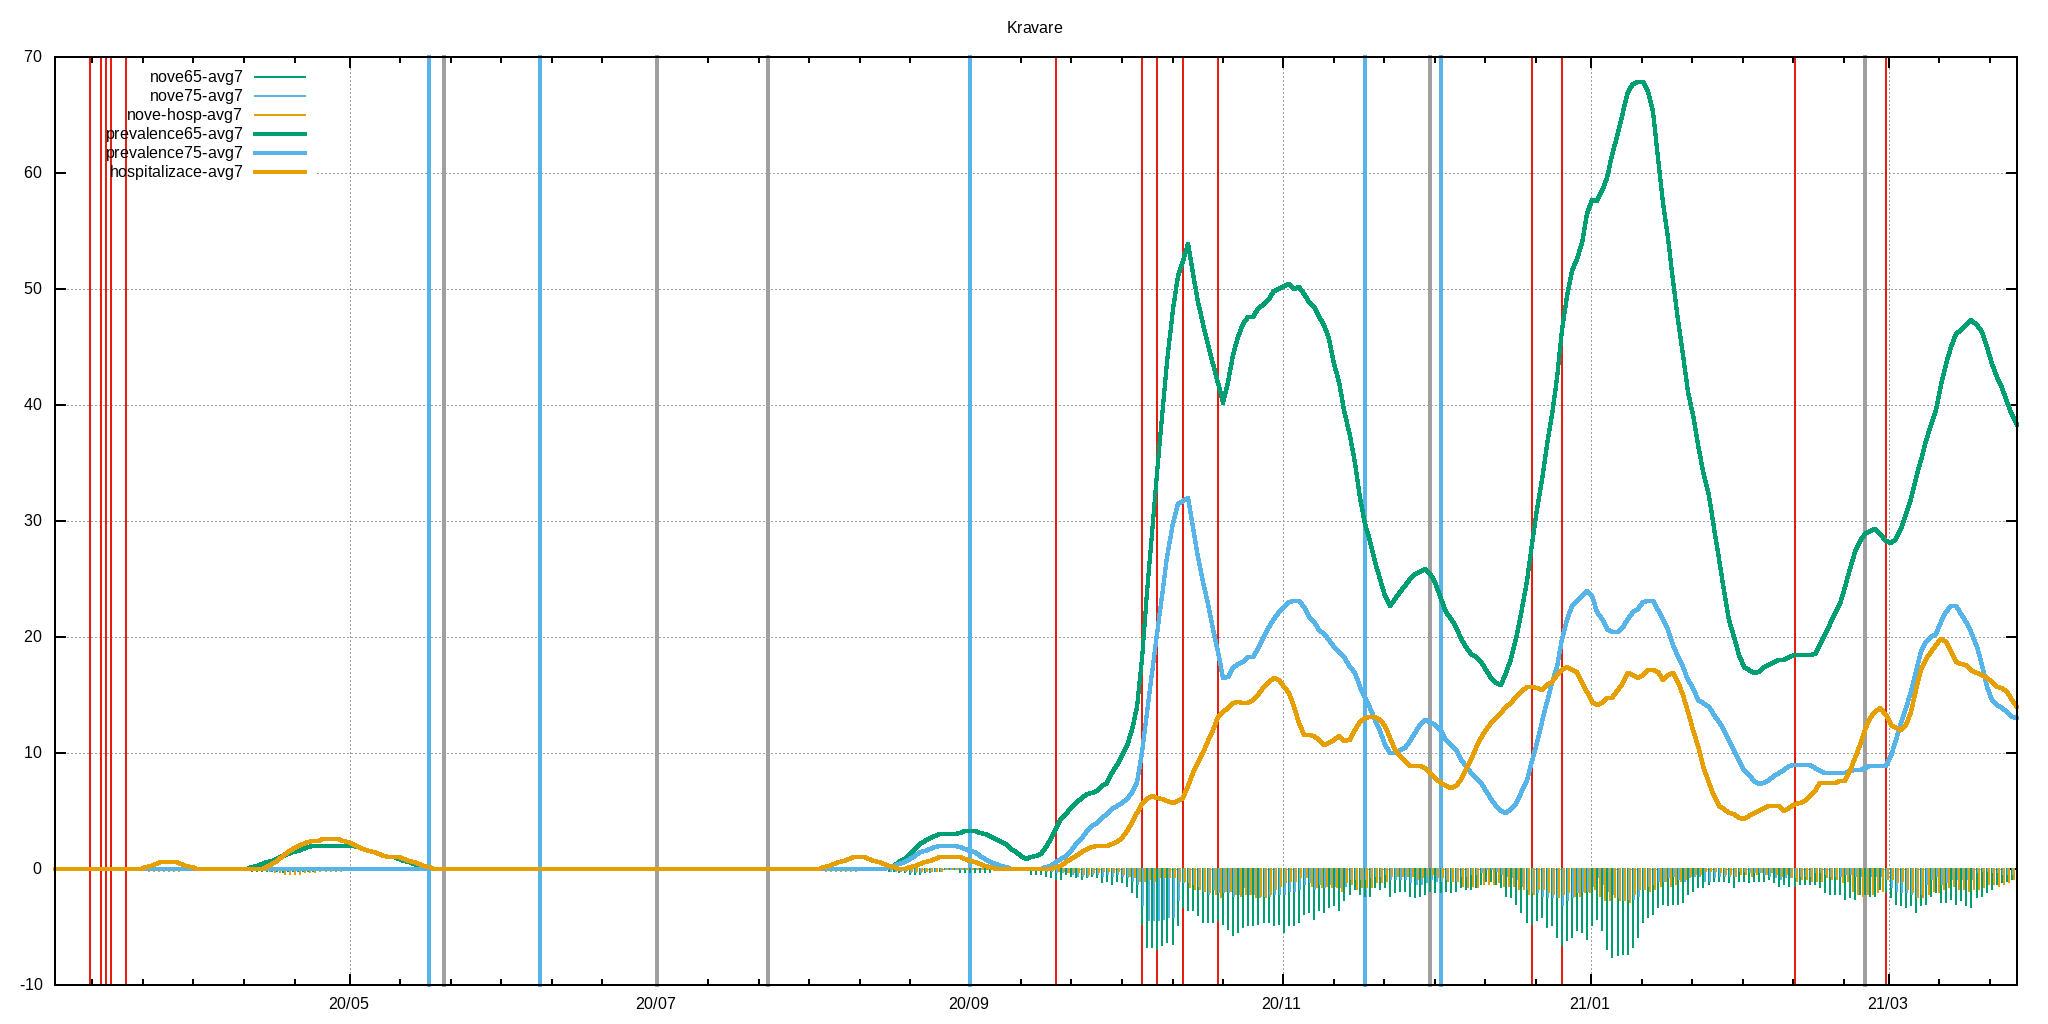 Kravare
70
60
50
40
30
20
10
0
-10
nove65-avg7
nove75-avg7
nove-hosp-avg7
prevalence65-avg7
prevalence75-avg7
hospitalizace-avg7
20/05
20/07
20/09
20/11
21/01
21/03